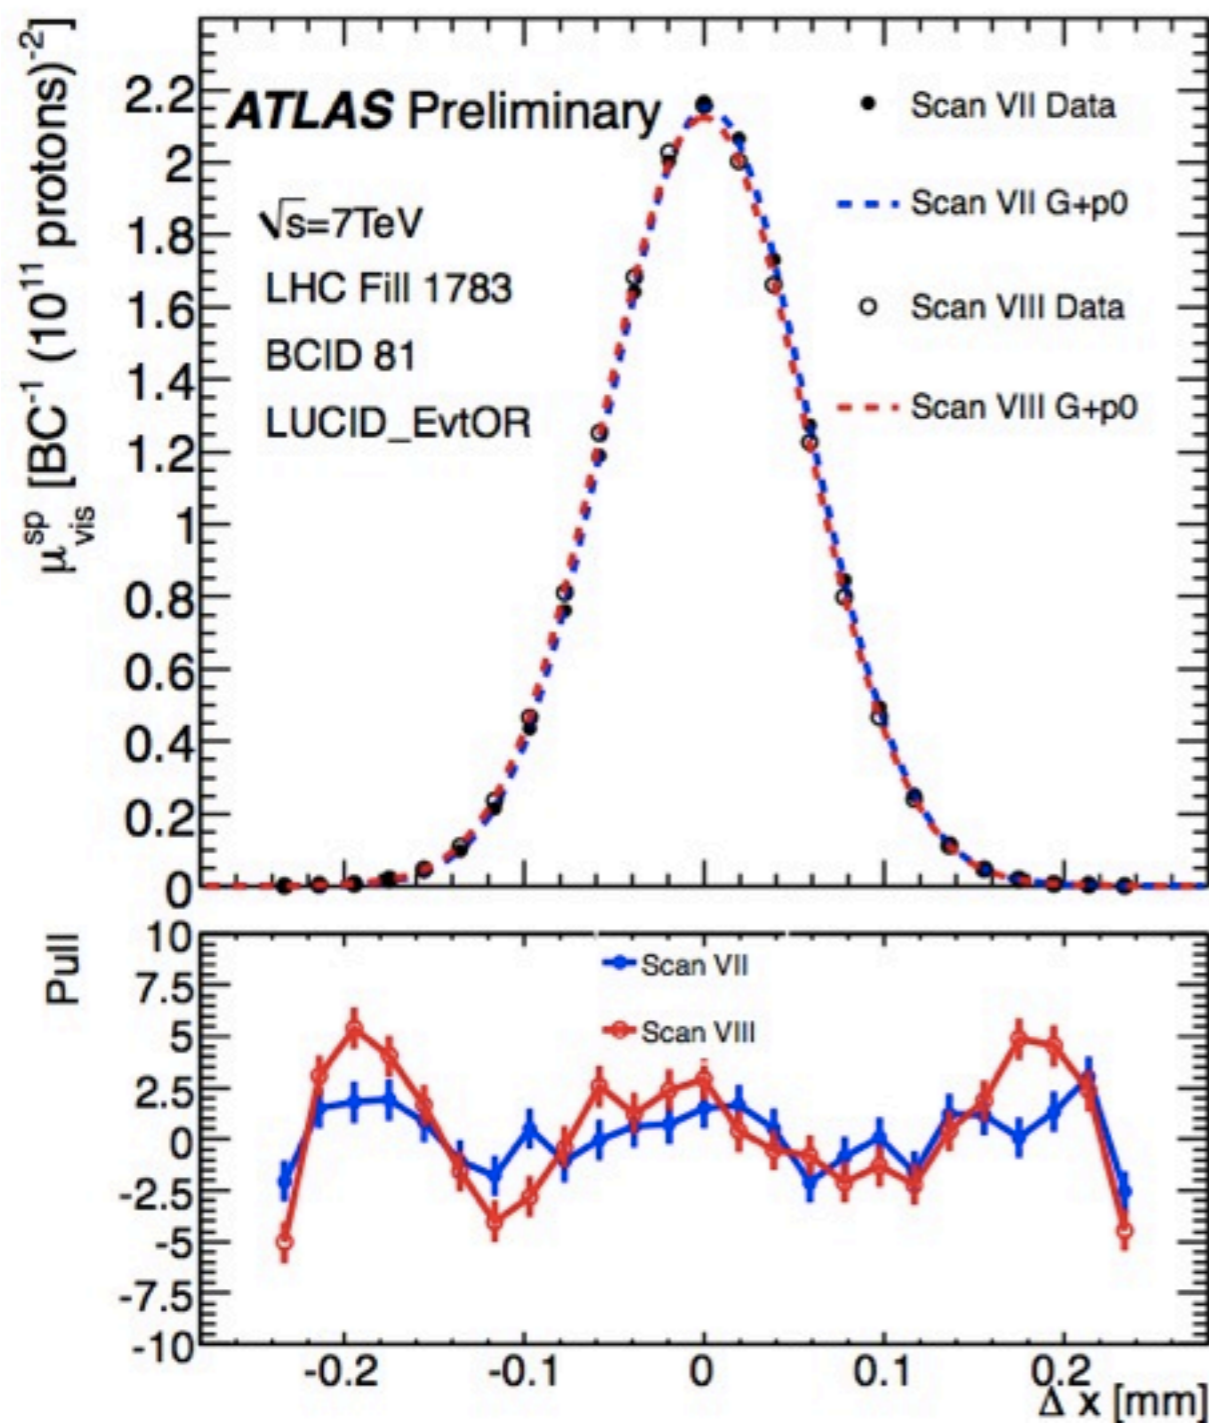 μ_vis^sp [BC⁻¹ (10¹¹ protons)⁻²]
2.2
2
1.8
1.6
1.4
1.2
1
0.8
0.6
0.4
0.2
0
ATLAS Preliminary
√s=7TeV
LHC Fill 1783
BCID 81
LUCID_EvtOR
Scan VII Data
Scan VII G+p0
Scan VIII Data
Scan VIII G+p0
Pull
10
7.5
5
2.5
0
-2.5
-5
-7.5
-10
Scan VII
Scan VIII
-0.2 -0.1 0 0.1 0.2
Δ x [mm]